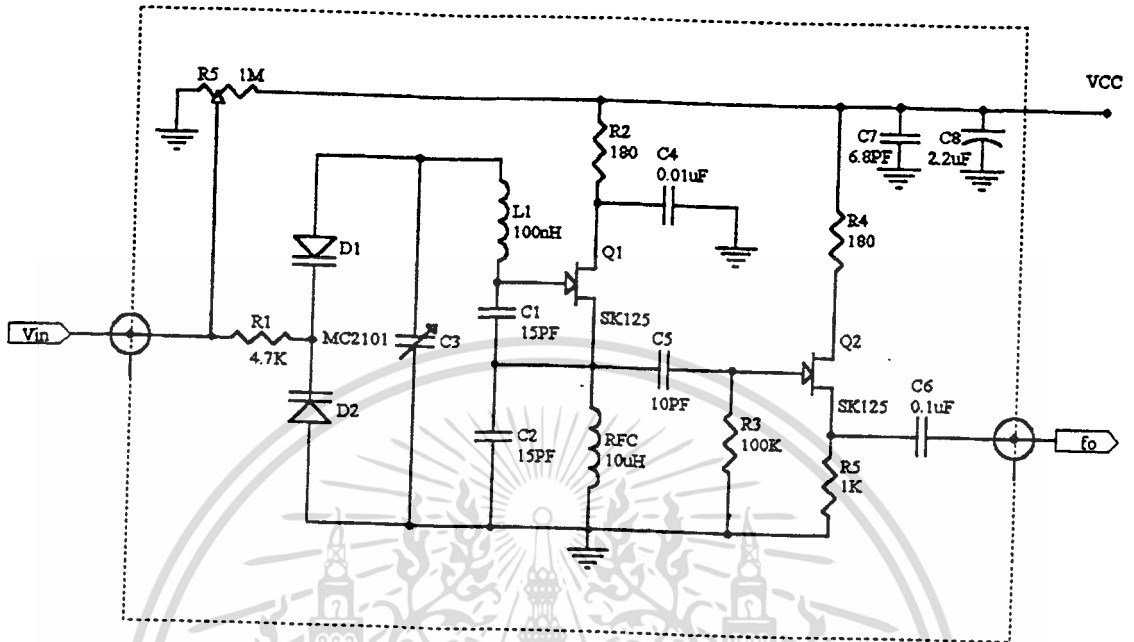 R5 1M
VCC
R2
180
C4
0.01uF
C7
6.8PF
C8
2.2uF
L1
100nH
R4
180
D1
Q1
Vin
R1
4.7K
MC2101
C3
C1
15PF
SK125
C5
10PF
Q2
SK125
C6
0.1uF
fo
D2
C2
15PF
RFC
10uH
R3
100K
R5
1K